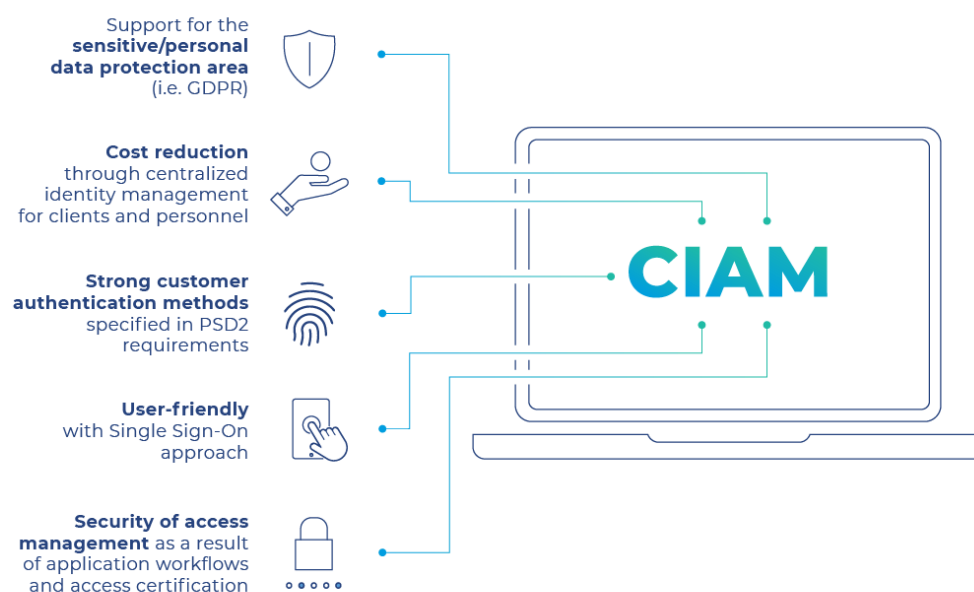 Support for the
sensitive/personal
data protection area
(i.e. GDPR)
Cost reduction
through centralized
identity management
for clients and personnel
Strong customer
authentication methods
specified in PSD2
requirements
User-friendly
with Single Sign-On
approach
Security of access
management as a result
of application workflows
and access certification
CIAM